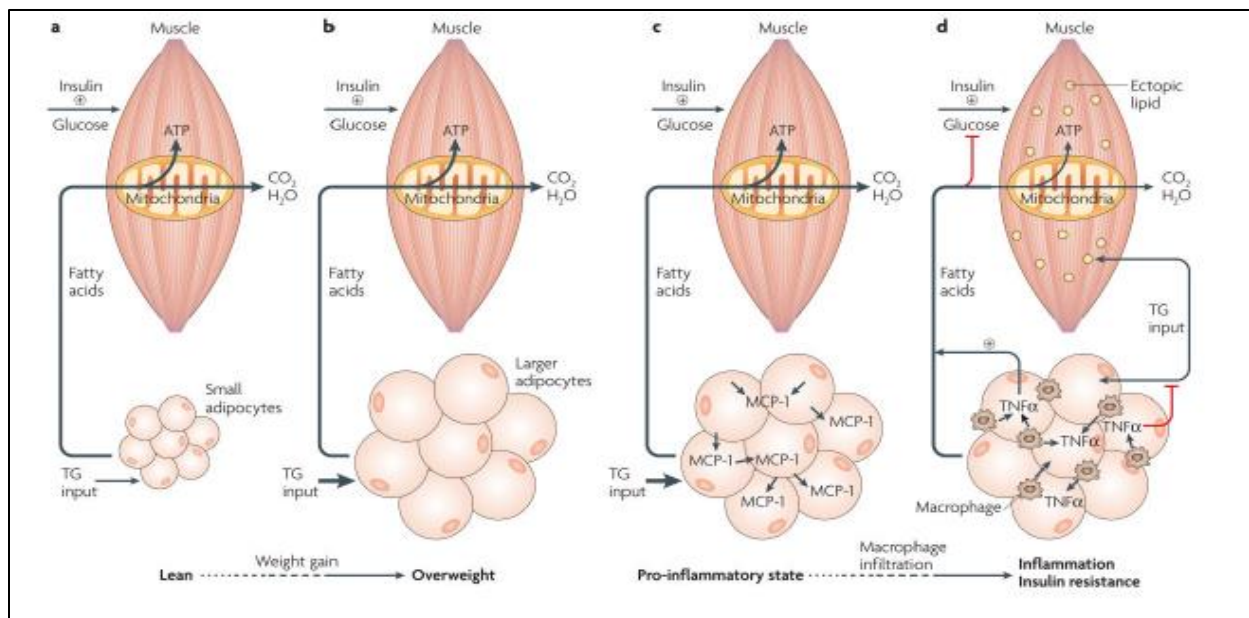 a
Muscle
Insulin
⊕
Glucose
ATP
Mitochondria
CO₂
H₂O
Fatty
acids
Small
adipocytes
TG
input
b
Muscle
Insulin
⊕
Glucose
ATP
Mitochondria
CO₂
H₂O
Fatty
acids
Larger
adipocytes
TG
input
c
Muscle
Insulin
⊕
Glucose
ATP
Mitochondria
CO₂
H₂O
Fatty
acids
MCP-1
MCP-1
MCP-1
MCP-1
MCP-1
MCP-1
TG
input
d
Muscle
Insulin
⊕
Glucose
Ectopic
lipid
ATP
Mitochondria
CO₂
H₂O
Fatty
acids
TG
input
⊕
TNFα
TNFα
TNFα
TNFα
Macrophage
Lean
Weight gain
Overweight
Pro-inflammatory state
Macrophage
infiltration
Inflammation
Insulin resistance